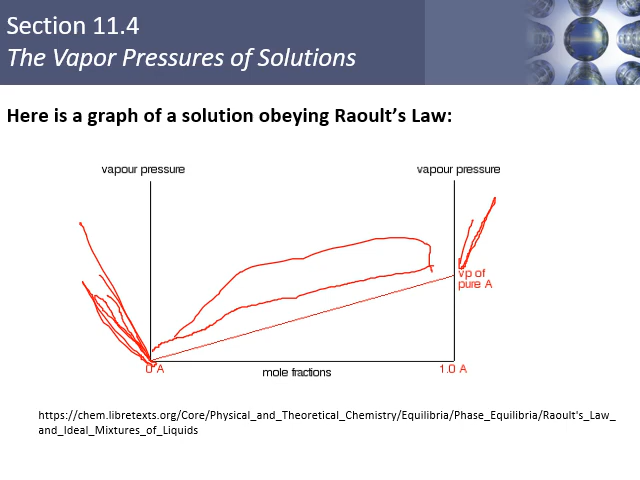 Section 11.4
The Vapor Pressures of Solutions
Here is a graph of a solution obeying Raoult’s Law:
vapour pressure
vapour pressure
vp of
pure A
0 A
mole fractions
1.0 A
https://chem.libretexts.org/Core/Physical_and_Theoretical_Chemistry/Equilibria/Phase_Equilibria/Raoult's_Law_
and_Ideal_Mixtures_of_Liquids